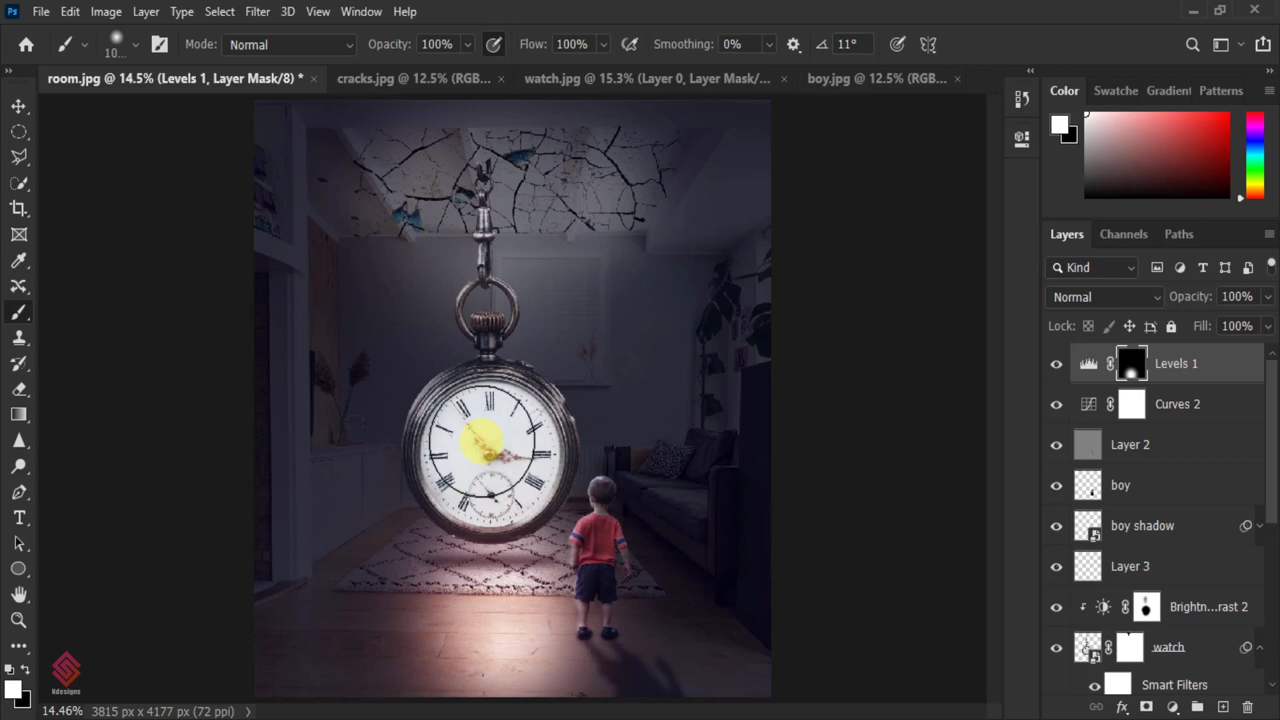 Ps File Edit Image Layer Type Select Filter 3D View Window Help
10... Mode: Normal Opacity: 100% Flow: 100% Smoothing: 0% 11°
room.jpg @ 14.5% (Levels 1, Layer Mask/8) * × cracks.jpg @ 12.5% (RGB... × watch.jpg @ 15.3% (Layer 0, Layer Mask/... × boy.jpg @ 12.5% (RGB... ×
Color Swatche Gradient Patterns
Layers Channels Paths
Kind
Normal Opacity: 100%
Lock: Fill: 100%
Levels 1
Curves 2
Layer 2
boy
boy shadow
Layer 3
Brightn...rast 2
watch
Smart Filters
Kdesigns
14.46% 3815 px x 4177 px (72 ppi)